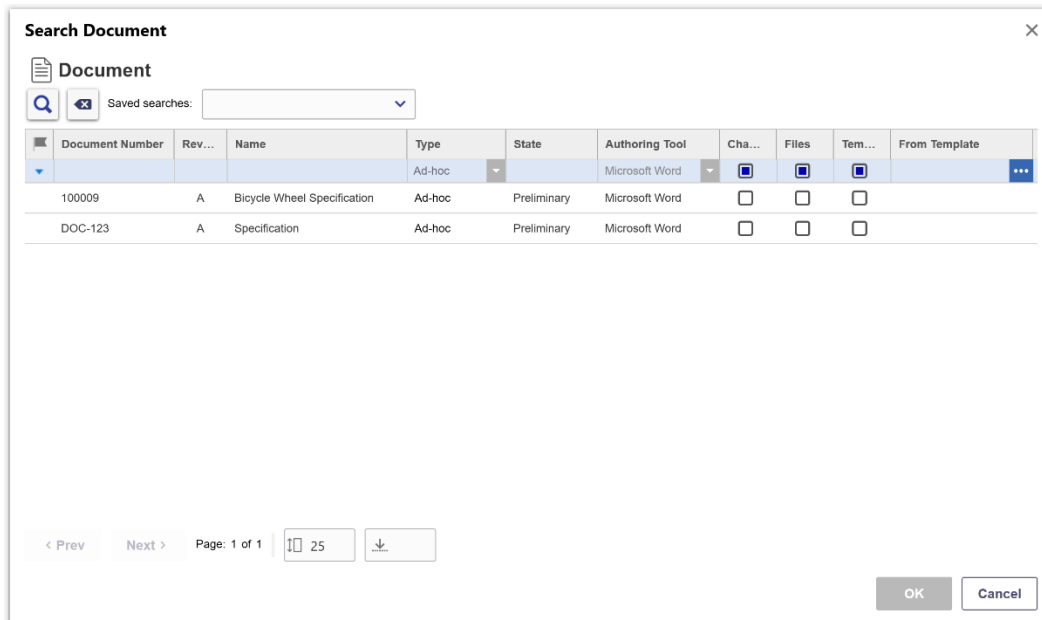 Search Document
Document
Saved searches:
Document Number Rev... Name Type State Authoring Tool Cha... Files Tem... From Template
Ad-hoc Microsoft Word
100009 A Bicycle Wheel Specification Ad-hoc Preliminary Microsoft Word
DOC-123 A Specification Ad-hoc Preliminary Microsoft Word
< Prev Next > Page: 1 of 1 25
OK Cancel